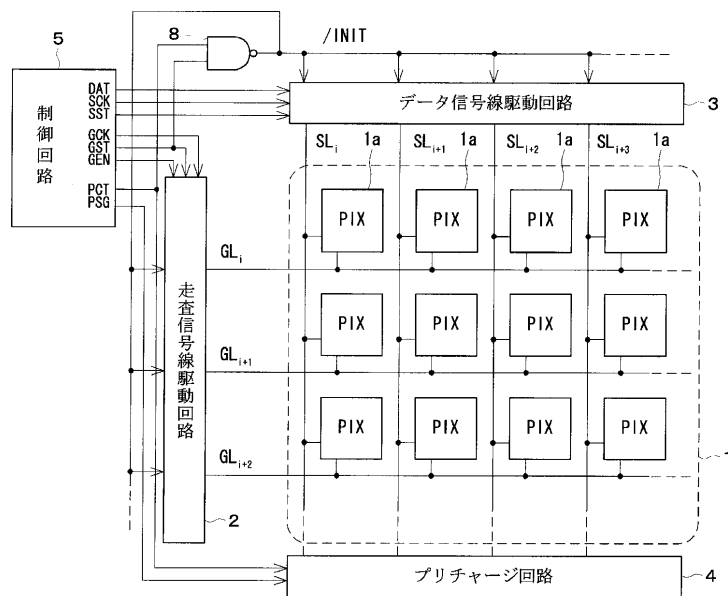 8
/INIT
5
制御回路
DAT
SCK
SST
GCK
GST
GEN
PCT
PSG
データ信号線駆動回路
3
SLi
1a
SLi+1
1a
SLi+2
1a
SLi+3
1a
PIX
PIX
PIX
PIX
GLi
走査信号線駆動回路
PIX
PIX
PIX
PIX
GLi+1
PIX
PIX
PIX
PIX
GLi+2
1
2
プリチャージ回路
4